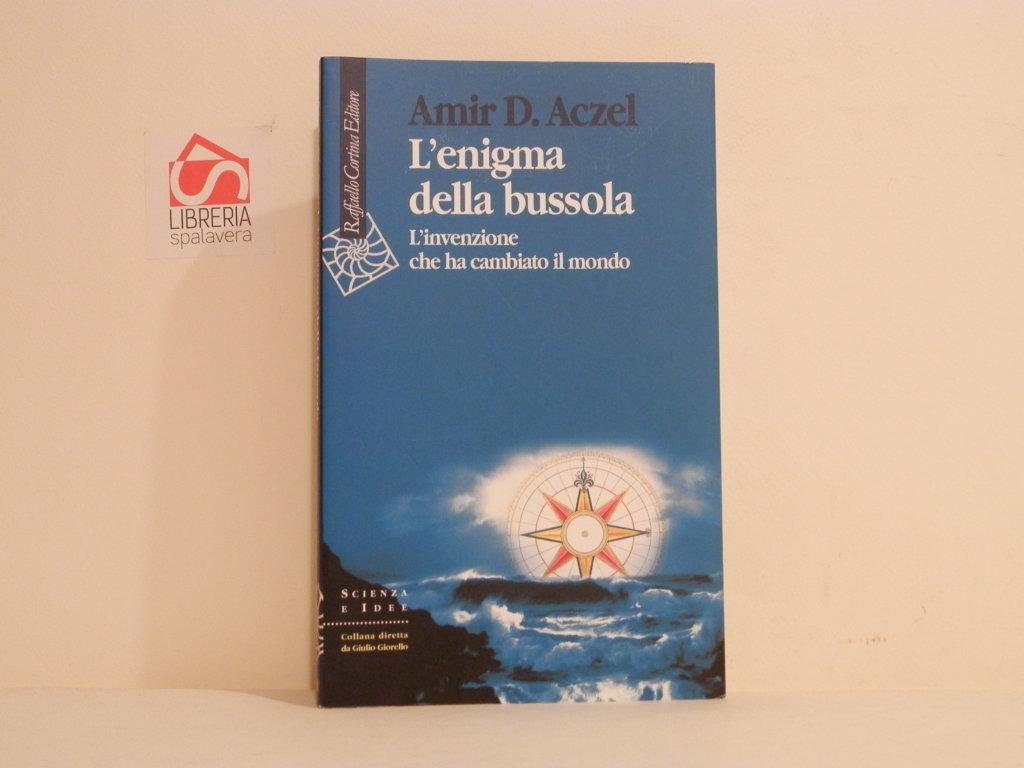 LIBRERIA
spalavera
Raffaello Cortina Editore
Amir D. Aczel
L'enigma
della bussola
L'invenzione
che ha cambiato il mondo
SCIENZA
E IDEE
Collana diretta
da Giulio Giorello